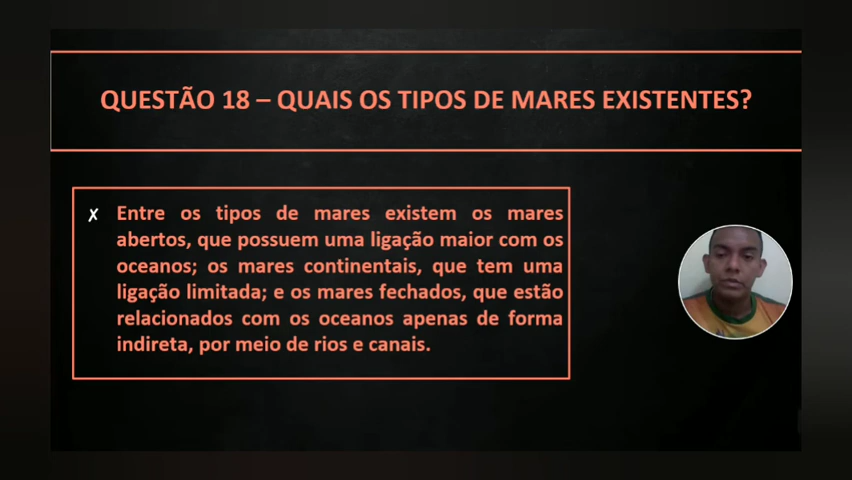 QUESTÃO 18 – QUAIS OS TIPOS DE MARES EXISTENTES?
✗ Entre os tipos de mares existem os mares
abertos, que possuem uma ligação maior com os
oceanos; os mares continentais, que tem uma
ligação limitada; e os mares fechados, que estão
relacionados com os oceanos apenas de forma
indireta, por meio de rios e canais.